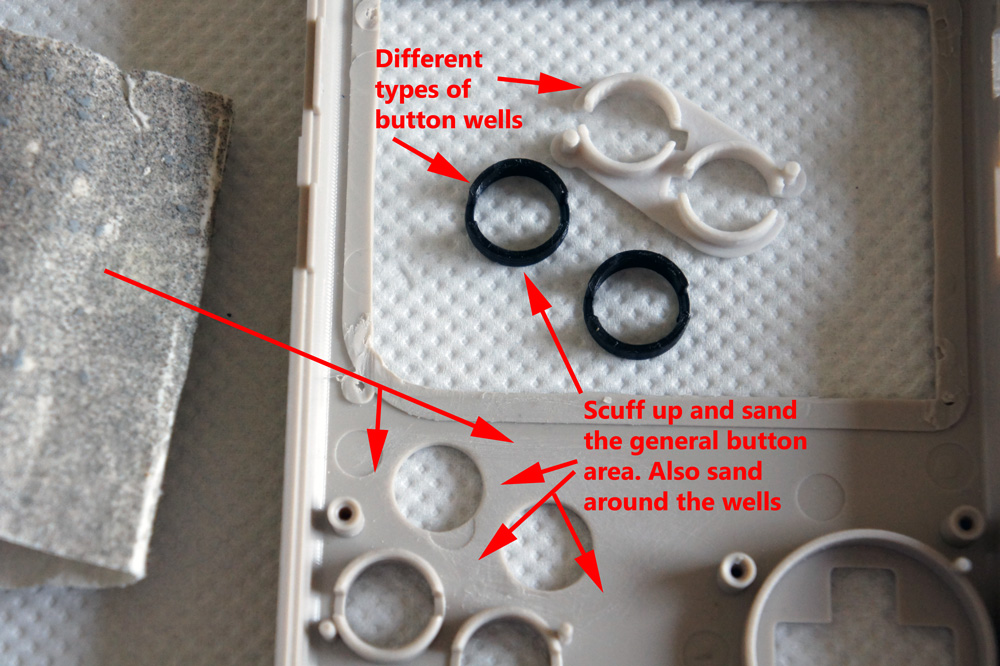 Different
types of
button wells
Scuff up and sand
the general button
area. Also sand
around the wells